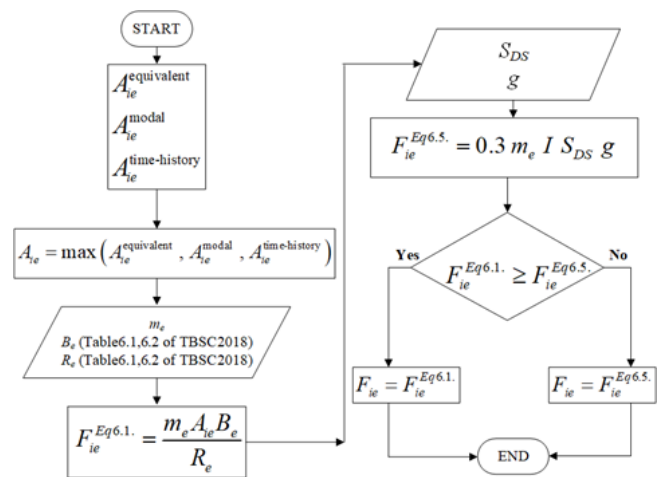 START
A_ie^equivalent
A_ie^modal
A_ie^time-history
A_ie = max ( A_ie^equivalent , A_ie^modal , A_ie^time-history )
m_e
B_e (Table6.1,6.2 of TBSC2018)
R_e (Table6.1,6.2 of TBSC2018)
F_ie^Eq6.1. = m_e A_ie B_e / R_e
S_DS
g
F_ie^Eq6.5. = 0.3 m_e I S_DS g
Yes
No
F_ie^Eq6.1. ≥ F_ie^Eq6.5.
F_ie = F_ie^Eq6.1.
F_ie = F_ie^Eq6.5.
END